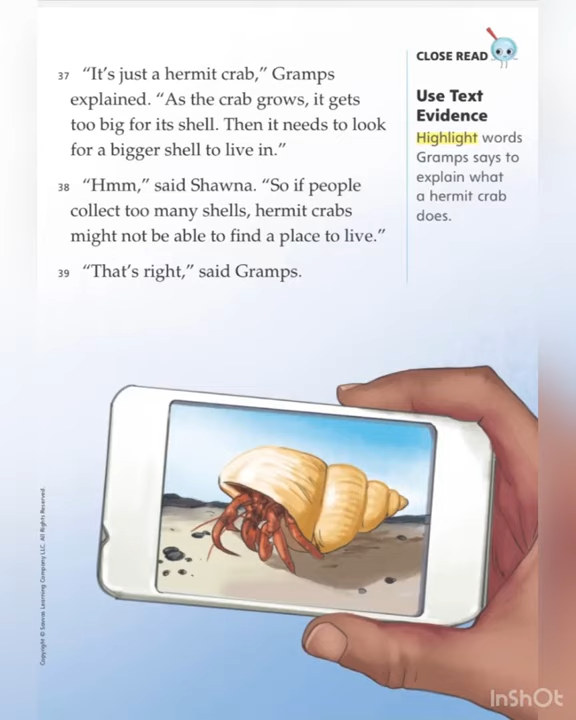 37 “It’s just a hermit crab,” Gramps
explained. “As the crab grows, it gets
too big for its shell. Then it needs to look
for a bigger shell to live in.”
38 “Hmm,” said Shawna. “So if people
collect too many shells, hermit crabs
might not be able to find a place to live.”
39 “That’s right,” said Gramps.
CLOSE READ
Use Text
Evidence
Highlight words
Gramps says to
explain what
a hermit crab
does.
Copyright © Savvas Learning Company LLC. All Rights Reserved.
InShOt